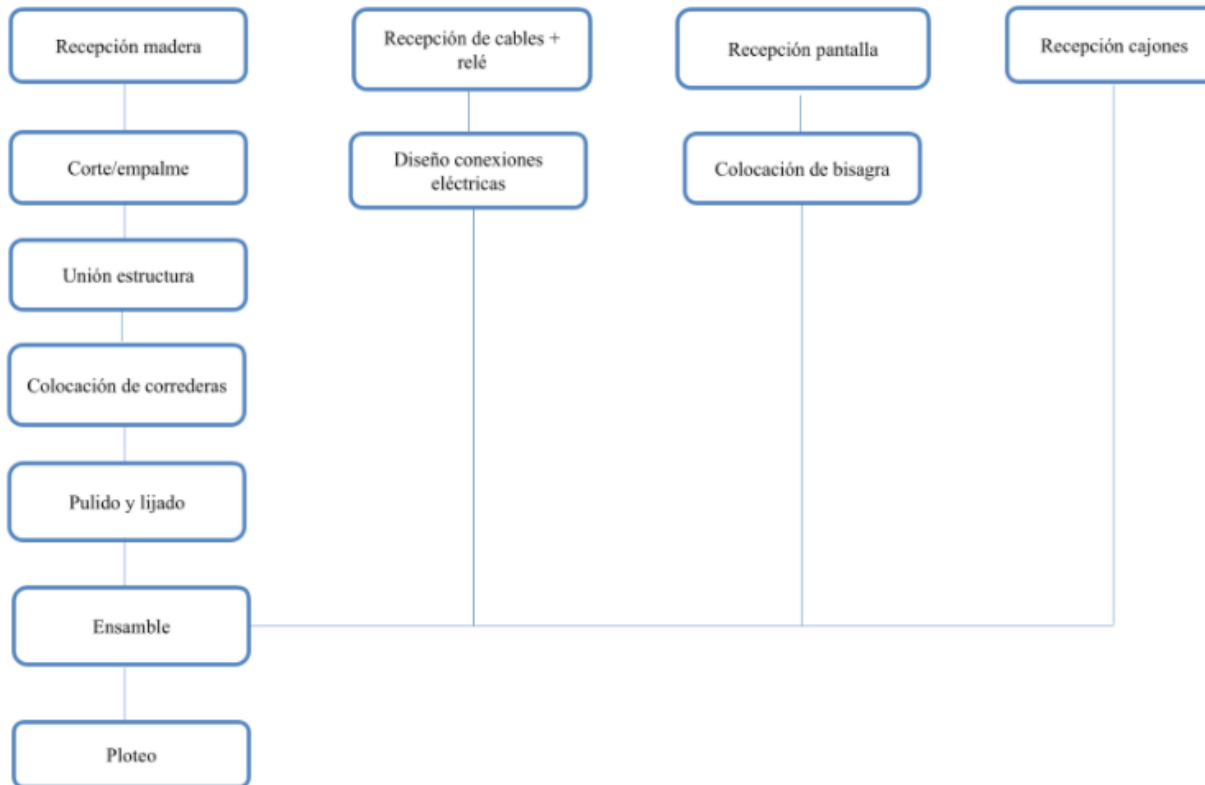 Recepción madera
Recepción de cables +
relé
Recepción pantalla
Recepción cajones
Corte/empalme
Diseño conexiones
eléctricas
Colocación de bisagra
Unión estructura
Colocación de correderas
Pulido y lijado
Ensamble
Ploteo